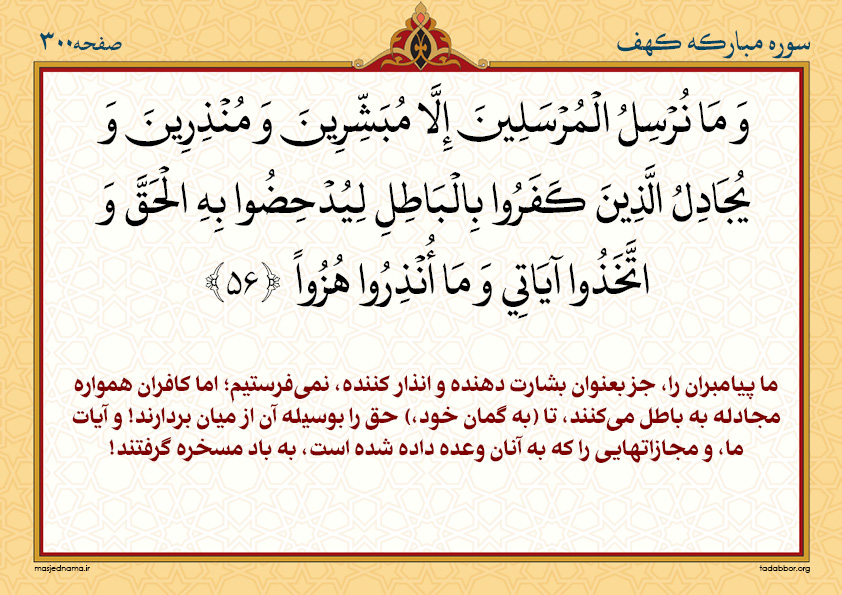 سوره مبارکه کهف
صفحه۳۰۰
وَ مَا نُرْسِلُ الْمُرْسَلِينَ إِلَّا مُبَشِّرِينَ وَ مُنْذِرِينَ وَ
يُجَادِلُ الَّذِينَ كَفَرُوا بِالْبَاطِلِ لِيُدْحِضُوا بِهِ الْحَقَّ وَ
اتَّخَذُوا آيَاتِي وَ مَا أُنْذِرُوا هُزُواً ﴿۵۶﴾
ما پیامبران را، جز بعنوان بشارت دهنده و انذار کننده، نمی‌فرستیم؛ اما کافران همواره
مجادله به باطل می‌کنند، تا (به گمان خود،) حق را بوسیله آن از میان بردارند! و آیات
ما، و مجازاتهایی را که به آنان وعده داده شده است، به باد مسخره گرفتند!
masjednama.ir
tadabbor.org